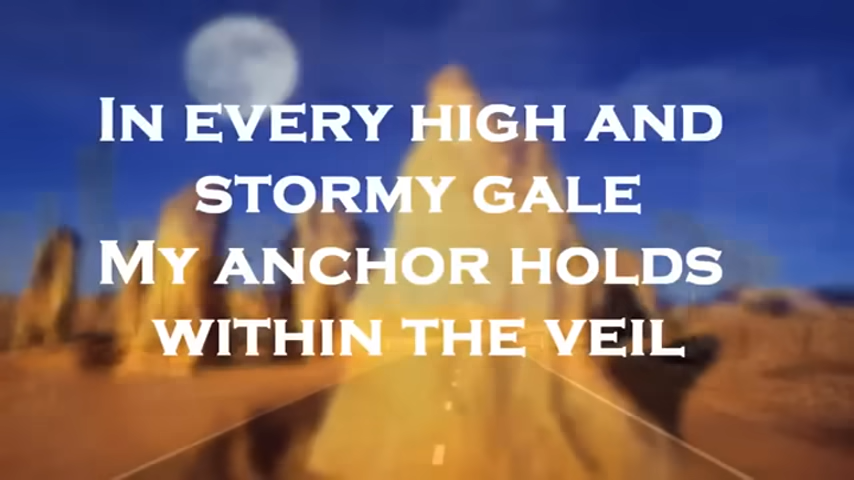 In every high and
stormy gale
My anchor holds
within the veil